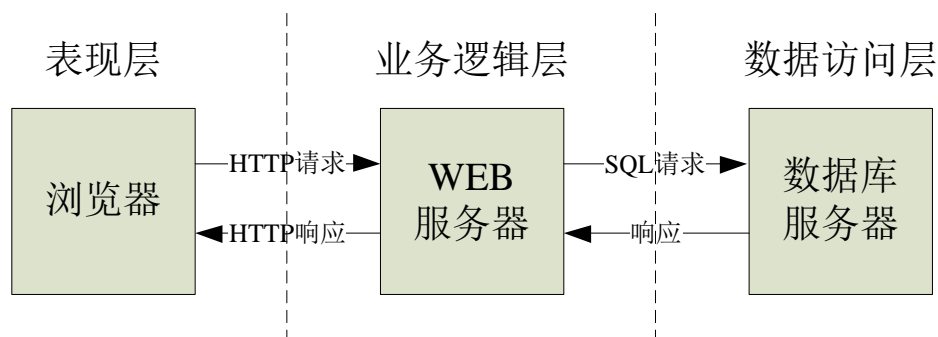 表现层
业务逻辑层
数据访问层
浏览器
HTTP请求
HTTP响应
WEB
服务器
SQL请求
响应
数据库
服务器